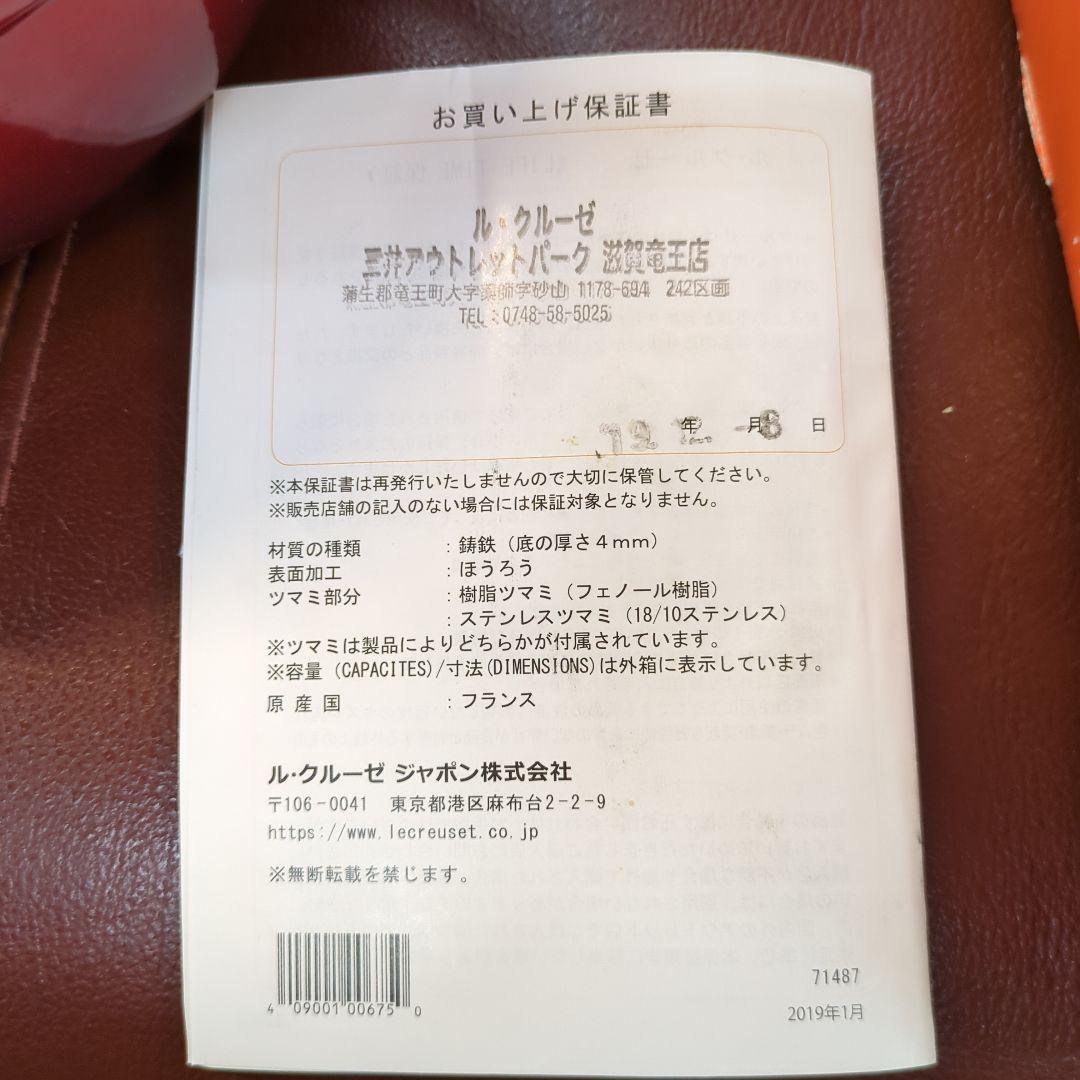 お買い上げ保証書
ル・クルーゼ
三井アウトレットパーク 滋賀竜王店
蒲生郡竜王町大字薬師字砂山 1178-694 242区画
TEL:0748-58-5025
年 月 日
※本保証書は再発行いたしませんので大切に保管してください。
※販売店舗の記入のない場合には保証対象となりません。
材質の種類 :鋳鉄(底の厚さ4mm)
表面加工 :ほうろう
ツマミ部分 :樹脂ツマミ(フェノール樹脂)
:ステンレスツマミ(18/10ステンレス)
※ツマミは製品によりどちらかが付属されています。
※容量(CAPACITES)/寸法(DIMENSIONS)は外箱に表示しています。
原産国 :フランス
ル・クルーゼ ジャポン株式会社
〒106-0041 東京都港区麻布台2-2-9
https://www.lecreuset.co.jp
※無断転載を禁じます。
4 09001 00675 0
71487
2019年1月